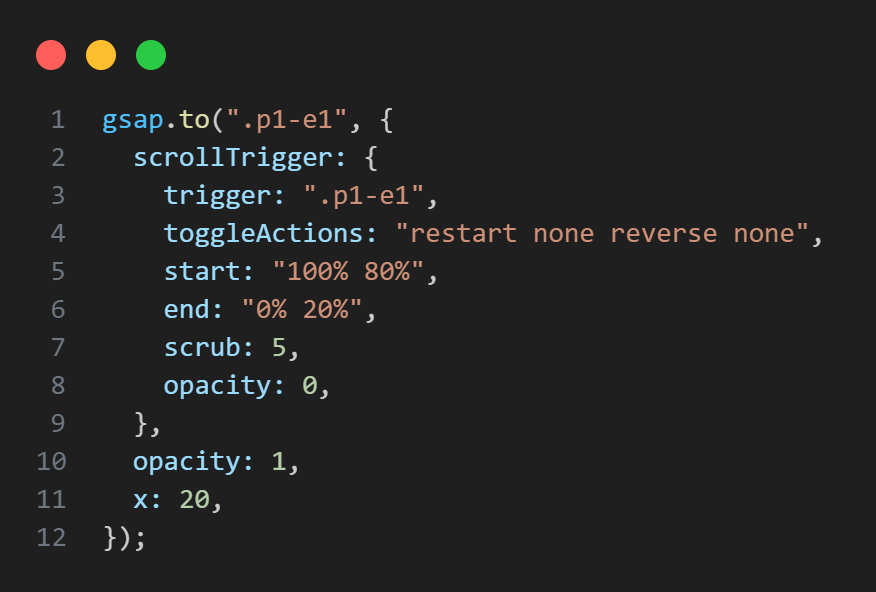 1 gsap.to(".p1-e1", {
2   scrollTrigger: {
3     trigger: ".p1-e1",
4     toggleActions: "restart none reverse none",
5     start: "100% 80%",
6     end: "0% 20%",
7     scrub: 5,
8     opacity: 0,
9   },
10   opacity: 1,
11   x: 20,
12 });